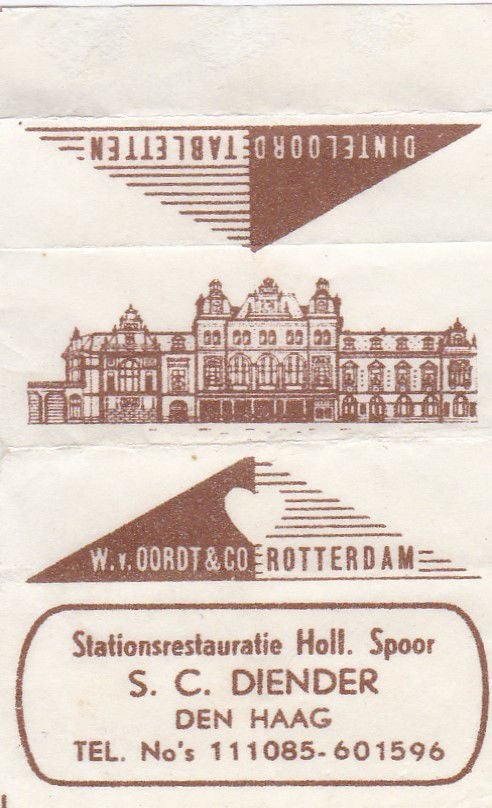 DINTELOORD TABLETTEN
W. v. OORDT & CO ROTTERDAM
Stationsrestauratie Holl. Spoor
S. C. DIENDER
DEN HAAG
TEL. No's 111085-601596